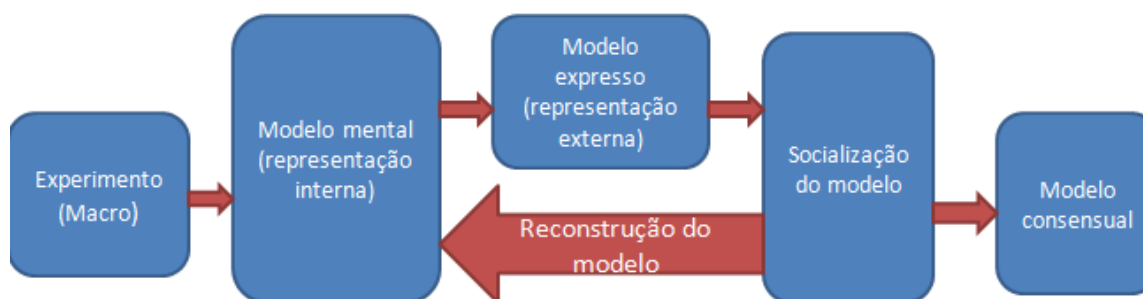 Experimento
(Macro)
Modelo mental
(representação
interna)
Modelo
expresso
(representação
externa)
Reconstrução do
modelo
Socialização
do modelo
Modelo
consensual